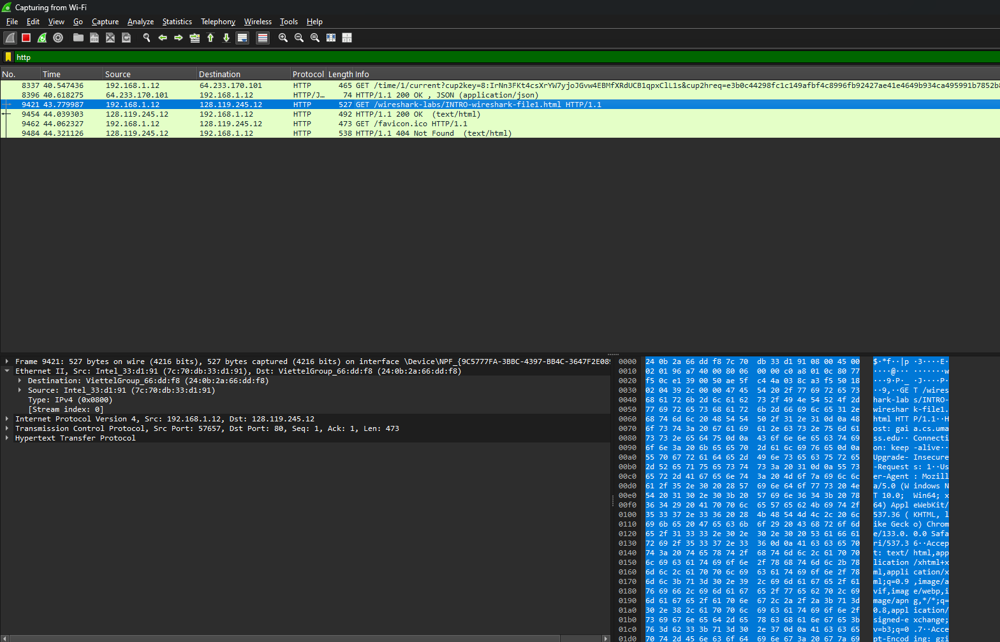 Capturing from Wi-Fi
File Edit View Go Capture Analyze Statistics Telephony Wireless Tools Help
http
No. Time Source Destination Protocol Length Info
8337 40.547436 192.168.1.12 64.233.170.101 HTTP 465 GET /time/1/current?cup2key=8:IrNn3FKt4csXrYW7yjoJGvw4EBMfXRdUCB1qpxClL1s&cup2hreq=e3b0c44298fc1c149afbf4c8996fb92427ae41e4649b934ca495991b7852b8
8396 40.618275 64.233.170.101 192.168.1.12 HTTP/J… 74 HTTP/1.1 200 OK , JSON (application/json)
9421 43.779987 192.168.1.12 128.119.245.12 HTTP 527 GET /wireshark-labs/INTRO-wireshark-file1.html HTTP/1.1
9454 44.039303 128.119.245.12 192.168.1.12 HTTP 492 HTTP/1.1 200 OK (text/html)
9462 44.062327 192.168.1.12 128.119.245.12 HTTP 473 GET /favicon.ico HTTP/1.1
9484 44.321126 128.119.245.12 192.168.1.12 HTTP 538 HTTP/1.1 404 Not Found (text/html)
Frame 9421: 527 bytes on wire (4216 bits), 527 bytes captured (4216 bits) on interface \Device\NPF_{9C5777FA-3BBC-4397-BB4C-3647F2E089
Ethernet II, Src: Intel_33:d1:91 (7c:70:db:33:d1:91), Dst: ViettelGroup_66:dd:f8 (24:0b:2a:66:dd:f8)
Destination: ViettelGroup_66:dd:f8 (24:0b:2a:66:dd:f8)
Source: Intel_33:d1:91 (7c:70:db:33:d1:91)
Type: IPv4 (0x0800)
[Stream index: 0]
Internet Protocol Version 4, Src: 192.168.1.12, Dst: 128.119.245.12
Transmission Control Protocol, Src Port: 57657, Dst Port: 80, Seq: 1, Ack: 1, Len: 473
Hypertext Transfer Protocol
0000 24 0b 2a 66 dd f8 7c 70 db 33 d1 91 08 00 45 00 $·*f··|p ·3····E·
0010 02 01 96 a7 40 00 80 06 00 00 c0 a8 01 0c 80 77 ····@··· ·······w
0020 f5 0c e1 39 00 50 ae 5f c4 4a 03 8c a3 f5 50 18 ···9·P·_ ·J····P·
0030 02 04 39 2c 00 00 47 45 54 20 2f 77 69 72 65 73 ··9,··GE T /wires
0040 68 61 72 6b 2d 6c 61 62 73 2f 49 4e 54 52 4f 2d hark-lab s/INTRO-
0050 77 69 72 65 73 68 61 72 6b 2d 66 69 6c 65 31 2e wireshar k-file1.
0060 68 74 6d 6c 20 48 54 54 50 2f 31 2e 31 0d 0a 48 html HTT P/1.1··H
0070 6f 73 74 3a 20 67 61 69 61 2e 63 73 2e 75 6d 61 ost: gai a.cs.uma
0080 73 73 2e 65 64 75 0d 0a 43 6f 6e 6e 65 63 74 69 ss.edu·· Connecti
0090 6f 6e 3a 20 6b 65 65 70 2d 61 6c 69 76 65 0d 0a on: keep -alive··
00a0 55 70 67 72 61 64 65 2d 49 6e 73 65 63 75 72 65 Upgrade- Insecure
00b0 2d 52 65 71 75 65 73 74 73 3a 20 31 0d 0a 55 73 -Request s: 1··Us
00c0 65 72 2d 41 67 65 6e 74 3a 20 4d 6f 7a 69 6c 6c er-Agent : Mozill
00d0 61 2f 35 2e 30 20 28 57 69 6e 64 6f 77 73 20 4e a/5.0 (W indows N
00e0 54 20 31 30 2e 30 3b 20 57 69 6e 36 34 3b 20 78 T 10.0;  Win64; x
00f0 36 34 29 20 41 70 70 6c 65 57 65 62 4b 69 74 2f 64) Appl eWebKit/
0100 35 33 37 2e 33 36 20 28 4b 48 54 4d 4c 2c 20 6c 537.36 ( KHTML, l
0110 69 6b 65 20 47 65 63 6b 6f 29 20 43 68 72 6f 6d ike Geck o) Chrom
0120 65 2f 31 33 33 2e 30 2e 30 2e 30 20 53 61 66 61 e/133.0. 0.0 Safa
0130 72 69 2f 35 33 37 2e 33 36 0d 0a 41 63 63 65 70 ri/537.3 6··Accep
0140 74 3a 20 74 65 78 74 2f 68 74 6d 6c 2c 61 70 70 t: text/ html,app
0150 6c 69 63 61 74 69 6f 6e 2f 78 68 74 6d 6c 2b 78 lication /xhtml+x
0160 6d 6c 2c 61 70 70 6c 69 63 61 74 69 6f 6e 2f 78 ml,appli cation/x
0170 6d 6c 3b 71 3d 30 2e 39 2c 69 6d 61 67 65 2f 61 ml;q=0.9 ,image/a
0180 76 69 66 2c 69 6d 61 67 65 2f 77 65 62 70 2c 69 vif,imag e/webp,i
0190 6d 61 67 65 2f 61 70 6e 67 2c 2a 2f 2a 3b 71 3d mage/apn g,*/*;q=
01a0 30 2e 38 2c 61 70 70 6c 69 63 61 74 69 6f 6e 2f 0.8,appl ication/
01b0 73 69 67 6e 65 64 2d 65 78 63 68 61 6e 67 65 3b signed-e xchange;
01c0 76 3d 62 33 3b 71 3d 30 2e 37 0d 0a 41 63 63 65 v=b3;q=0 .7··Acce
01d0 70 74 2d 45 6e 63 6f 64 69 6e 67 3a 20 67 7a 69 pt-Encod ing: gzi